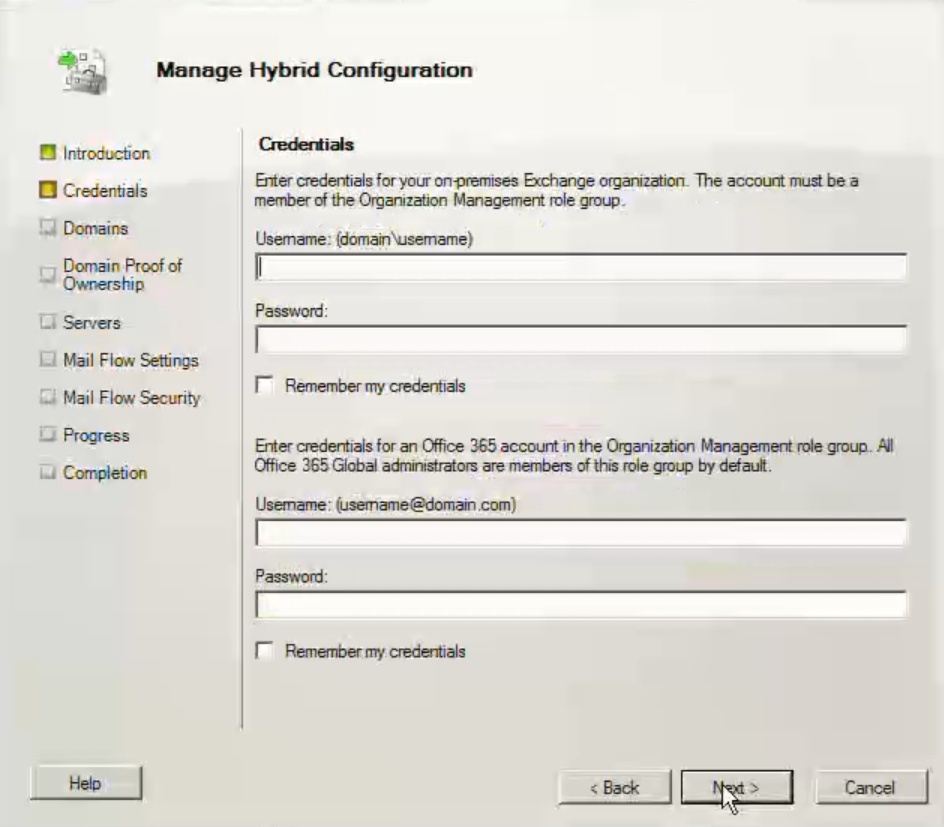 Manage Hybrid Configuration
Introduction
Credentials
Domains
Domain Proof of
Ownership
Servers
Mail Flow Settings
Mail Flow Security
Progress
Completion
Credentials
Enter credentials for your on-premises Exchange organization. The account must be a
member of the Organization Management role group.
Username: (domain\username)
Password:
Remember my credentials
Enter credentials for an Office 365 account in the Organization Management role group. All
Office 365 Global administrators are members of this role group by default.
Username: (username@domain.com)
Password:
Remember my credentials
Help
< Back
Next >
Cancel